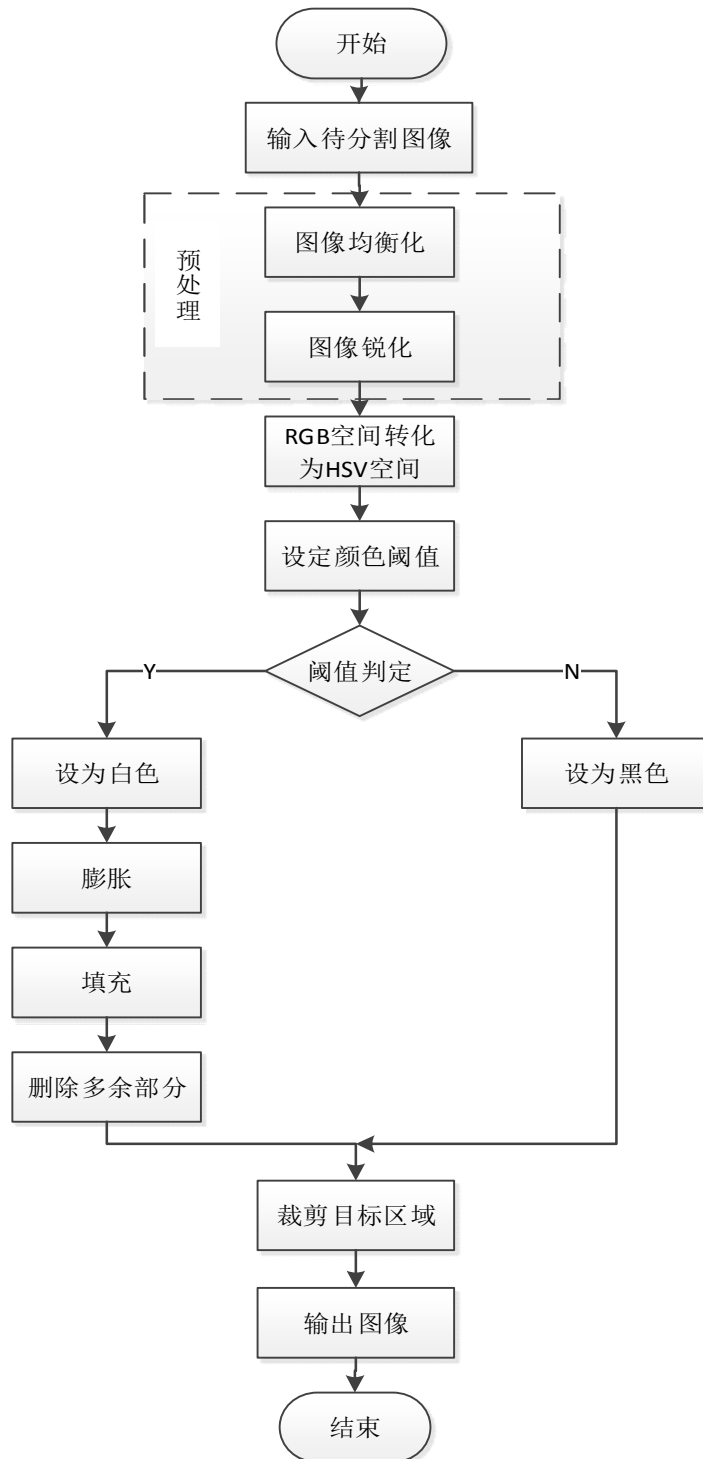 开始
输入待分割图像
预处理
图像均衡化
图像锐化
RGB空间转化
为HSV空间
设定颜色阈值
阈值判定
Y
N
设为白色
设为黑色
膨胀
填充
删除多余部分
裁剪目标区域
输出图像
结束